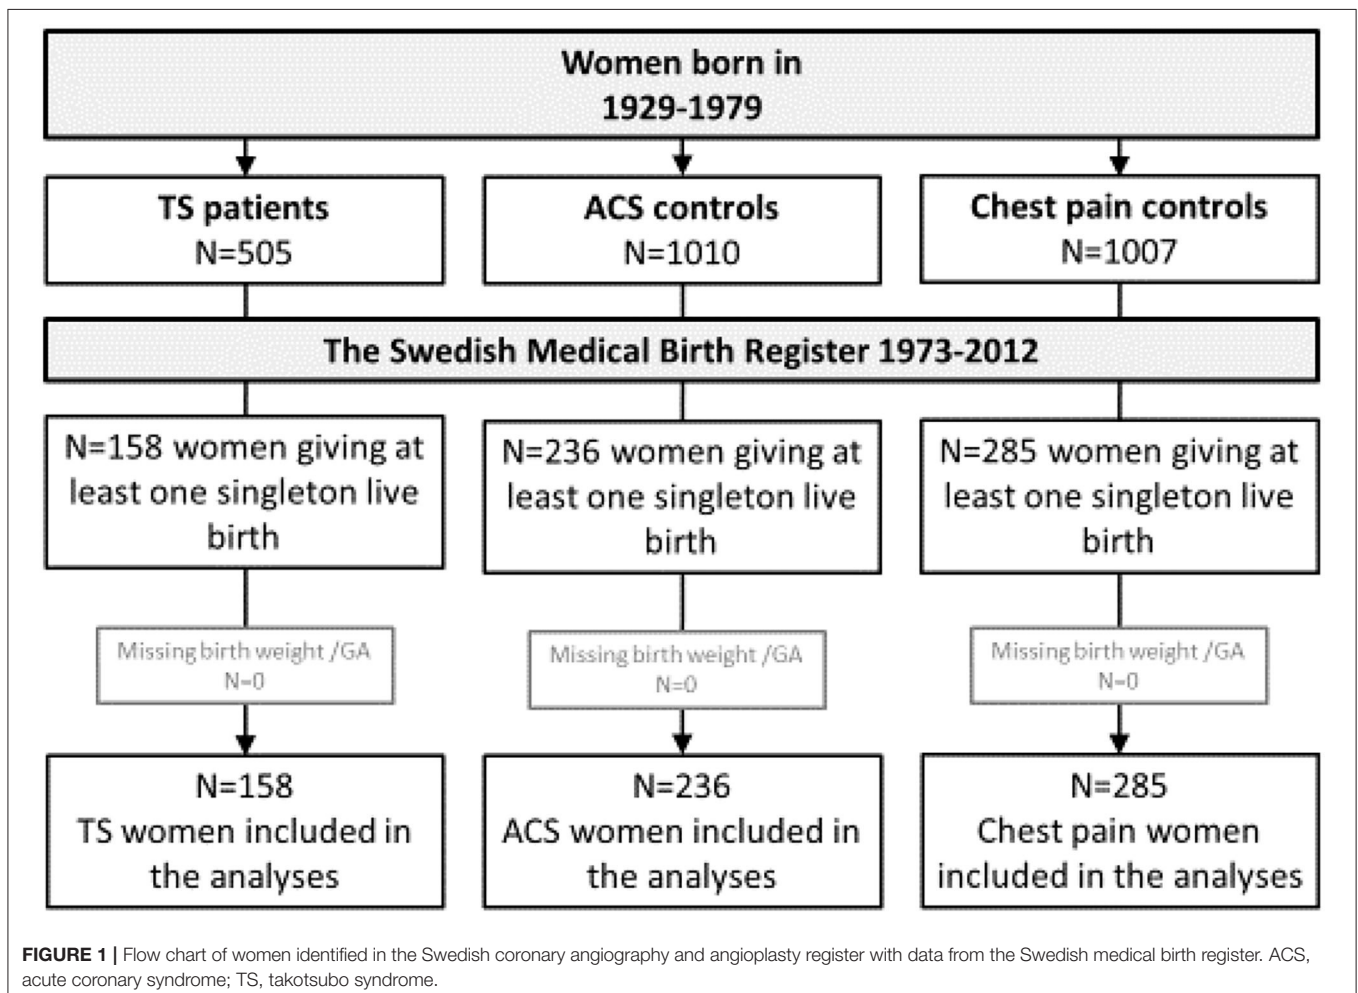 Women born in
1929-1979
TS patients
N=505
ACS controls
N=1010
Chest pain controls
N=1007
The Swedish Medical Birth Register 1973-2012
N=158 women giving at
least one singleton live
birth
N=236 women giving at
least one singleton live
birth
N=285 women giving at
least one singleton live
birth
Missing birth weight /GA
N=0
Missing birth weight /GA
N=0
Missing birth weight /GA
N=0
N=158
TS women included in
the analyses
N=236
ACS women included in
the analyses
N=285
Chest pain women
included in the analyses
FIGURE 1 | Flow chart of women identified in the Swedish coronary angiography and angioplasty register with data from the Swedish medical birth register. ACS,
acute coronary syndrome; TS, takotsubo syndrome.